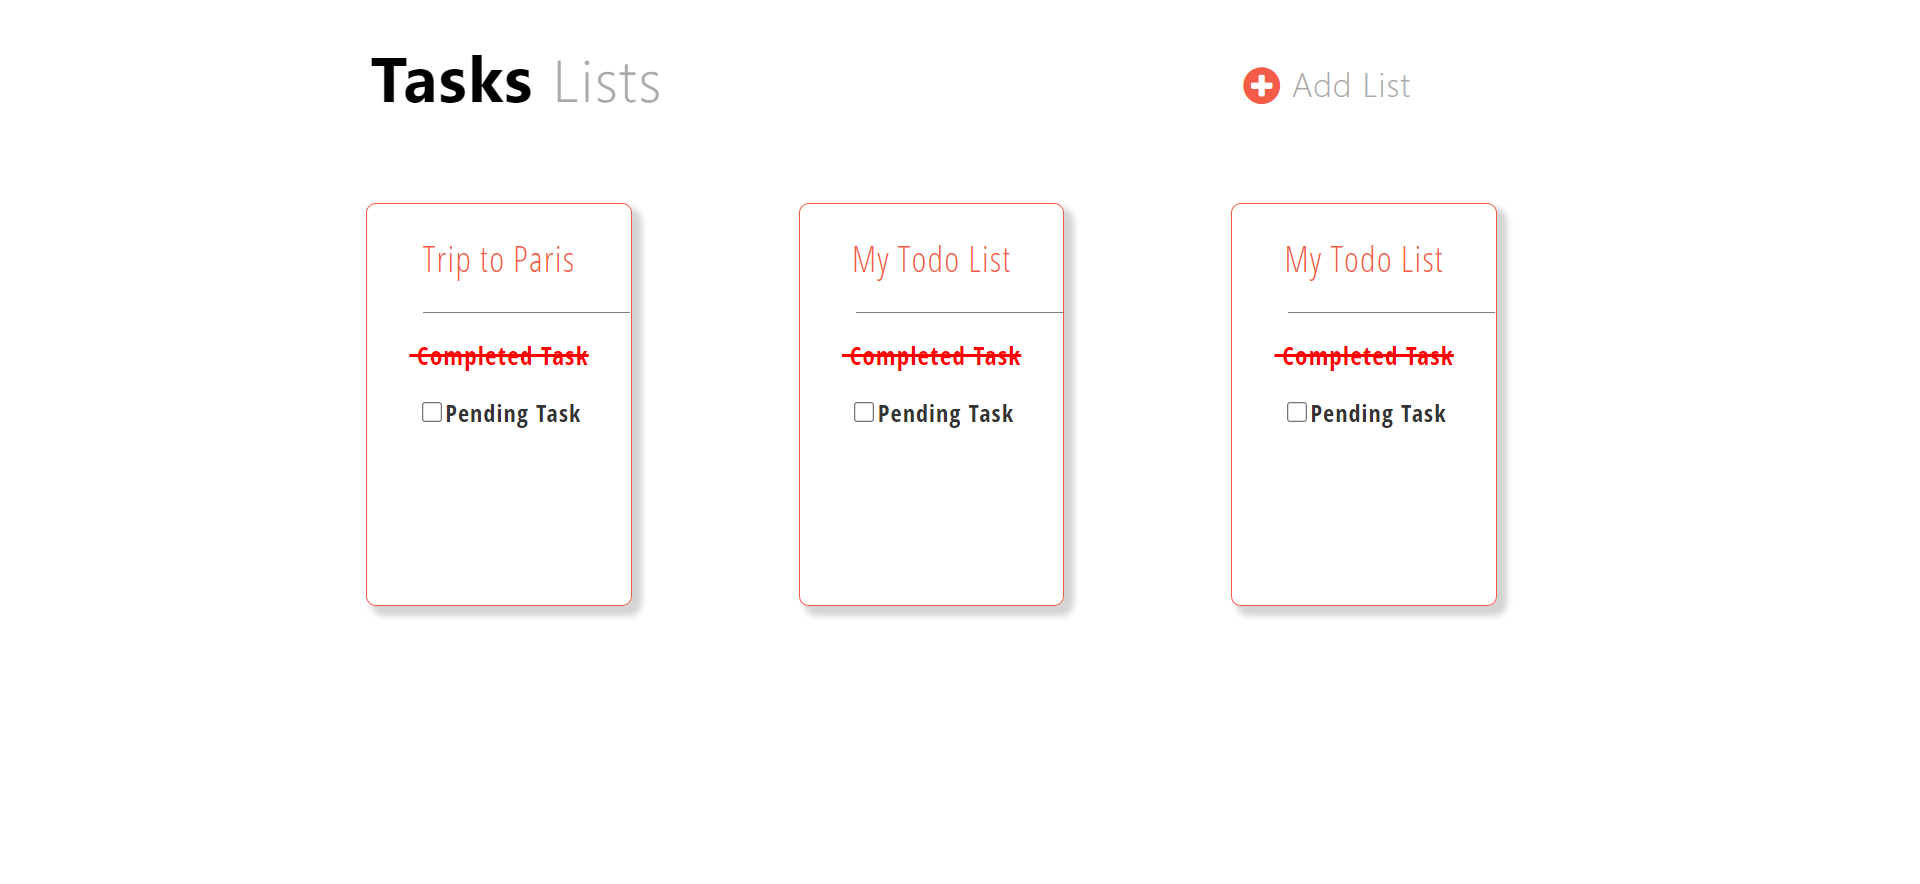 Tasks Lists
Add List
Trip to Paris
Completed Task
Pending Task
My Todo List
Completed Task
Pending Task
My Todo List
Completed Task
Pending Task